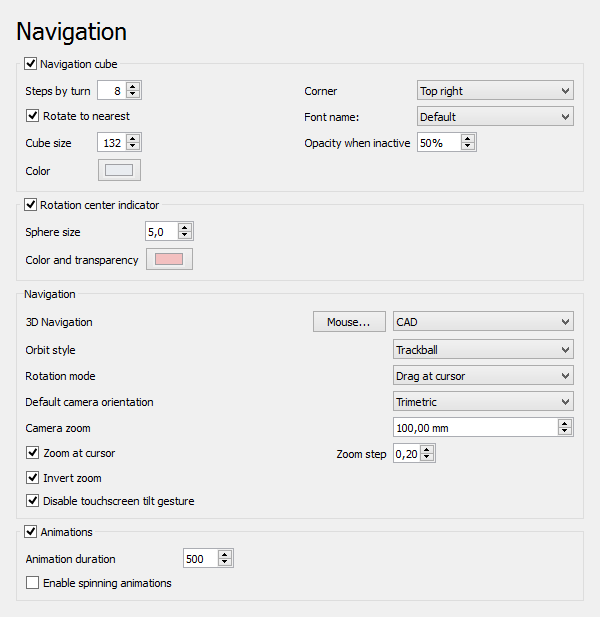 Navigation
Navigation cube
Steps by turn 8 Corner Top right
Rotate to nearest Font name: Default
Cube size 132 Opacity when inactive 50%
Color
Rotation center indicator
Sphere size 5,0
Color and transparency
Navigation
3D Navigation Mouse... CAD
Orbit style Trackball
Rotation mode Drag at cursor
Default camera orientation Trimetric
Camera zoom 100,00 mm
Zoom at cursor Zoom step 0,20
Invert zoom
Disable touchscreen tilt gesture
Animations
Animation duration 500
Enable spinning animations